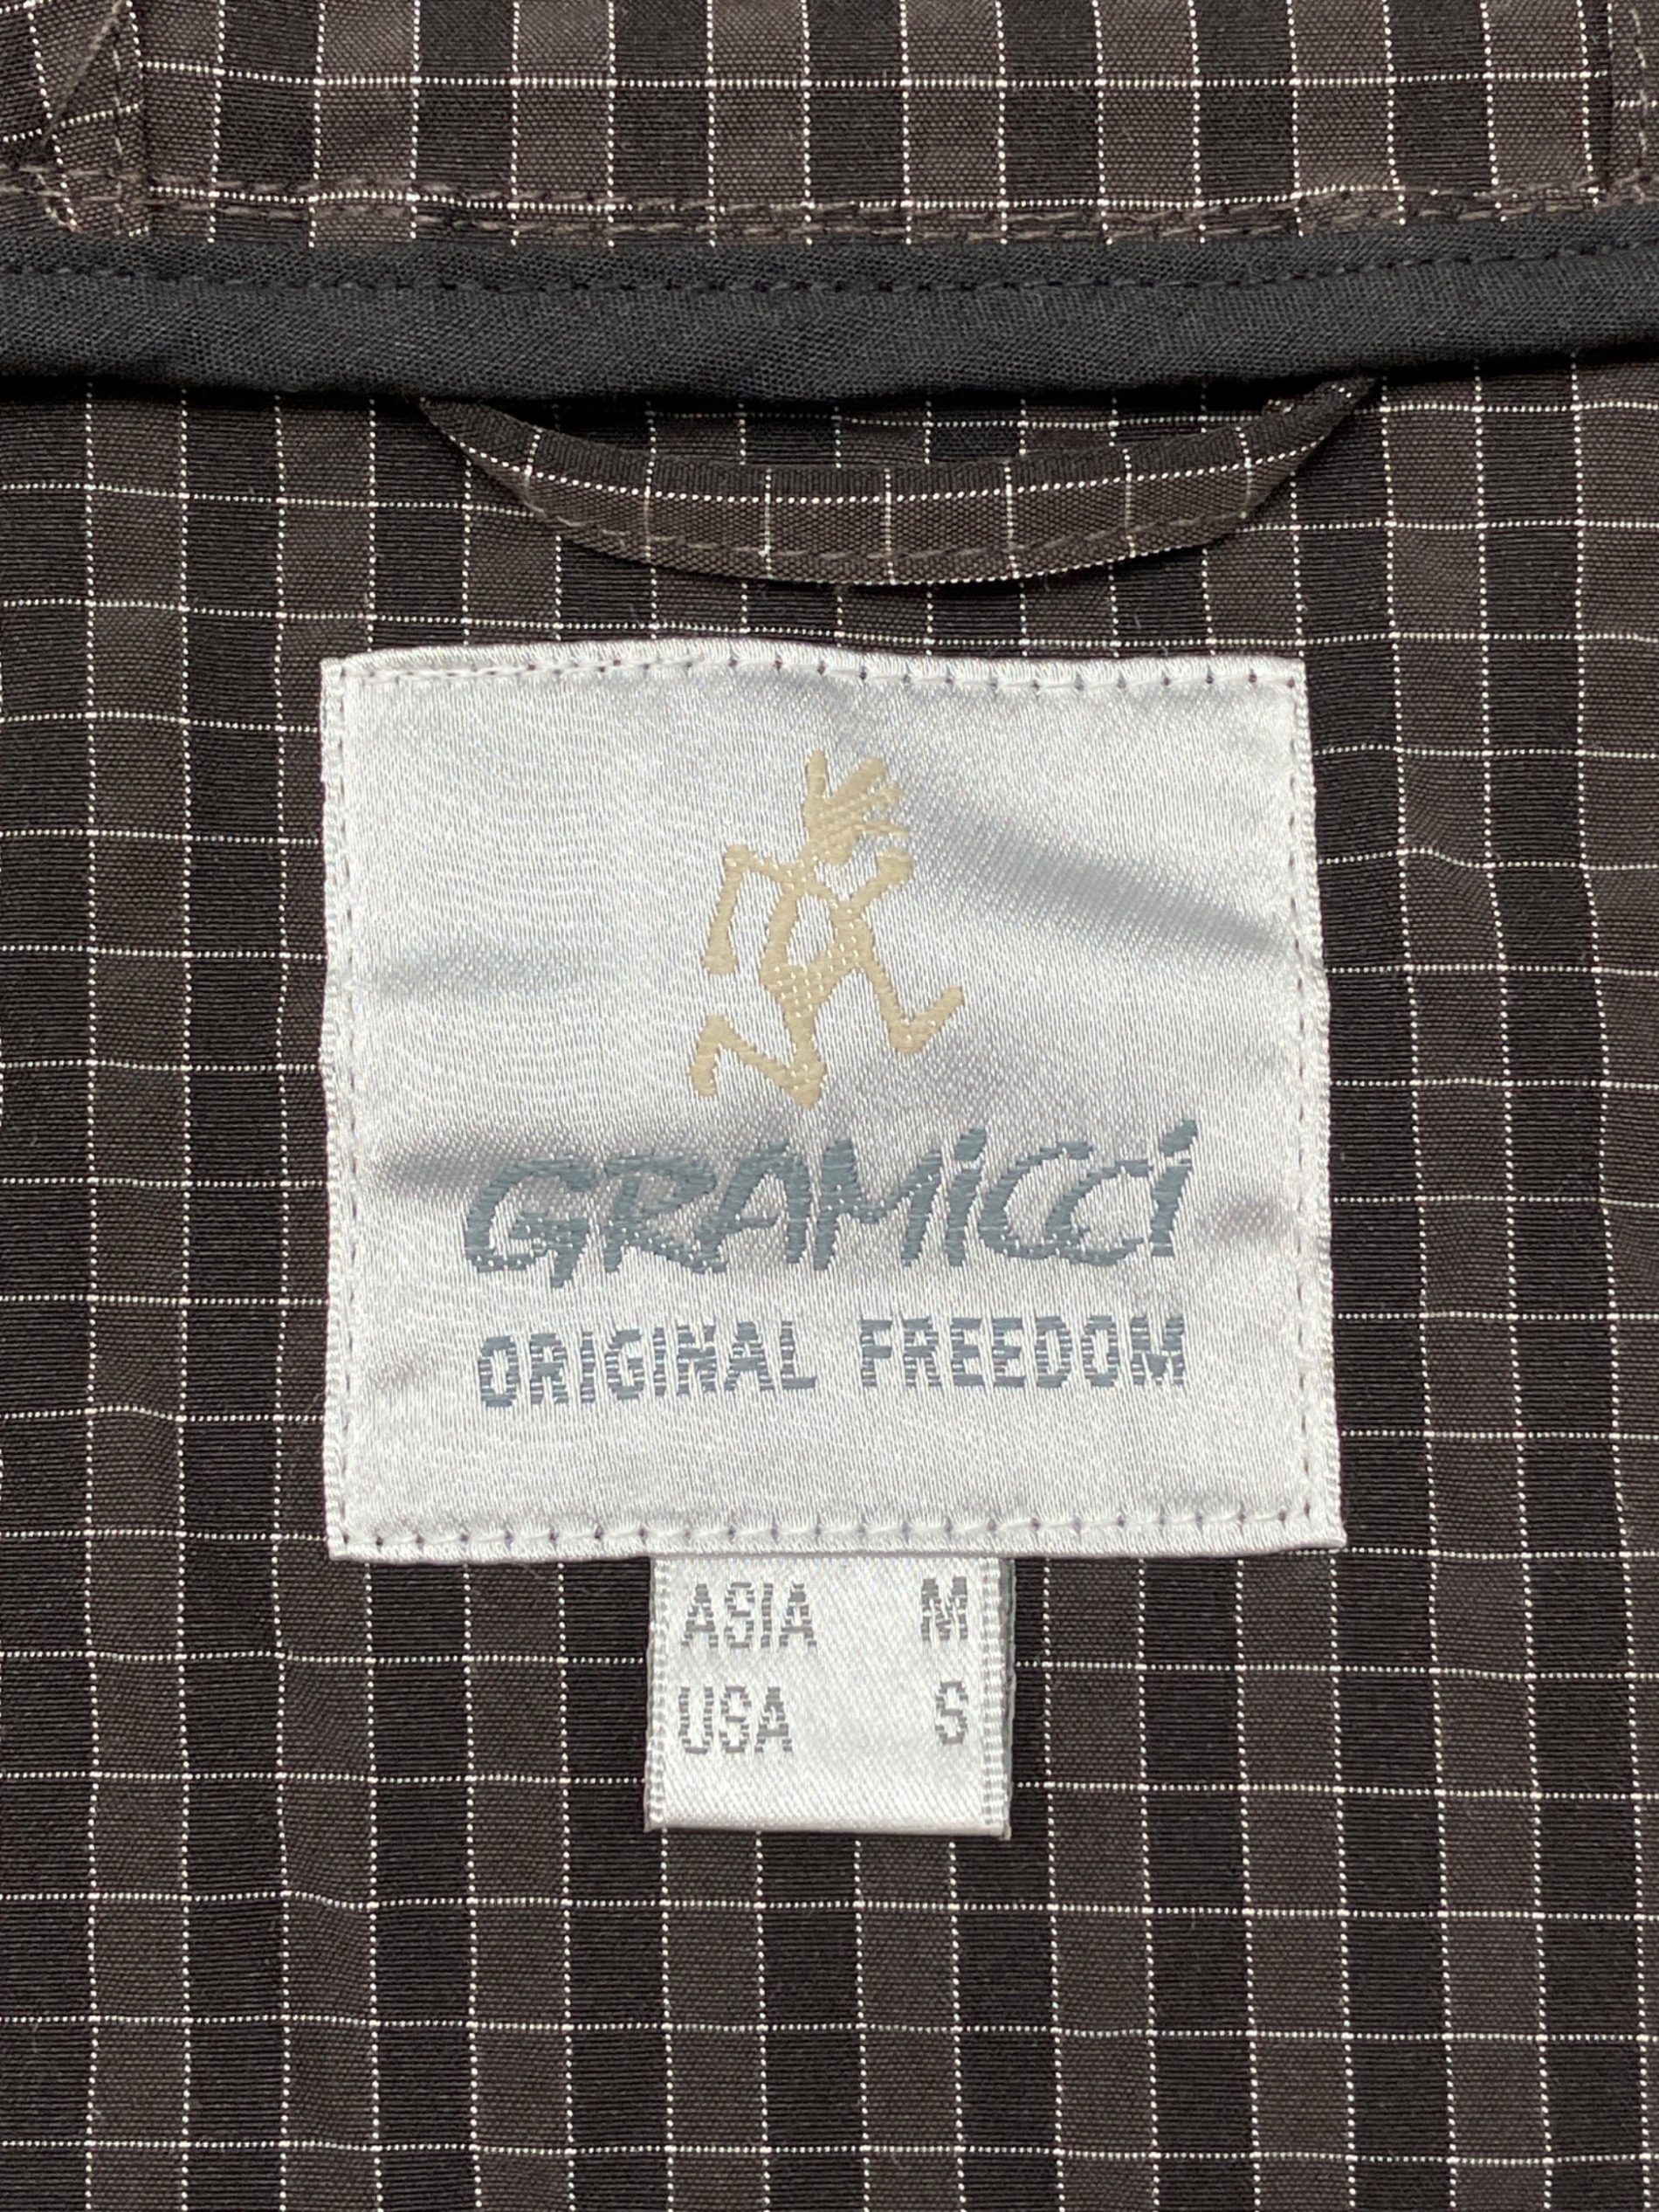 GRAMiCCi
ORIGINAL FREEDOM
ASIA M
USA S